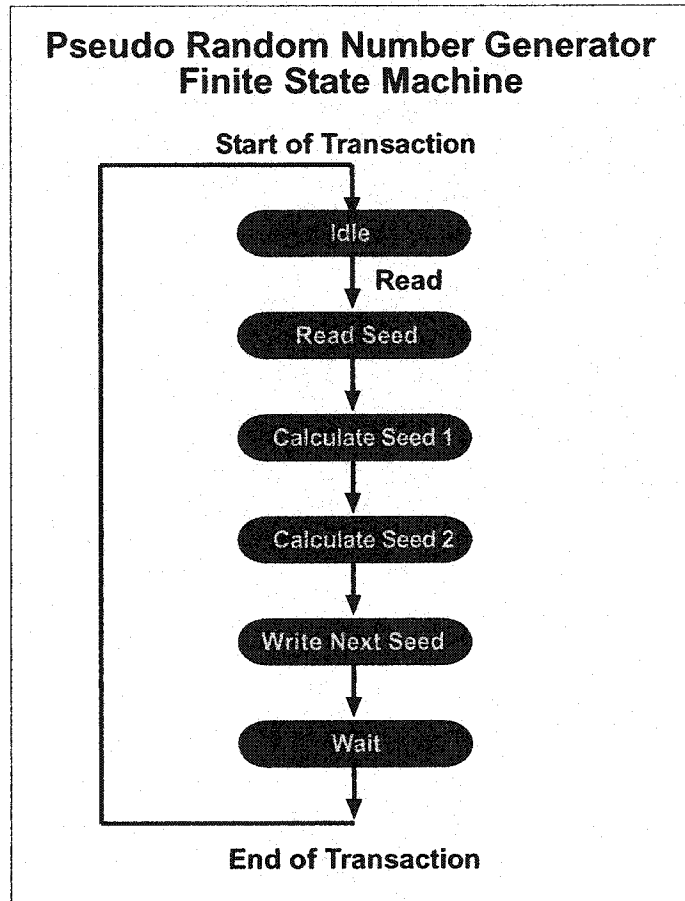 Pseudo Random Number Generator
Finite State Machine
Start of Transaction
Idle
Read
Read Seed
Calculate Seed 1
Calculate Seed 2
Write Next Seed
Wait
End of Transaction